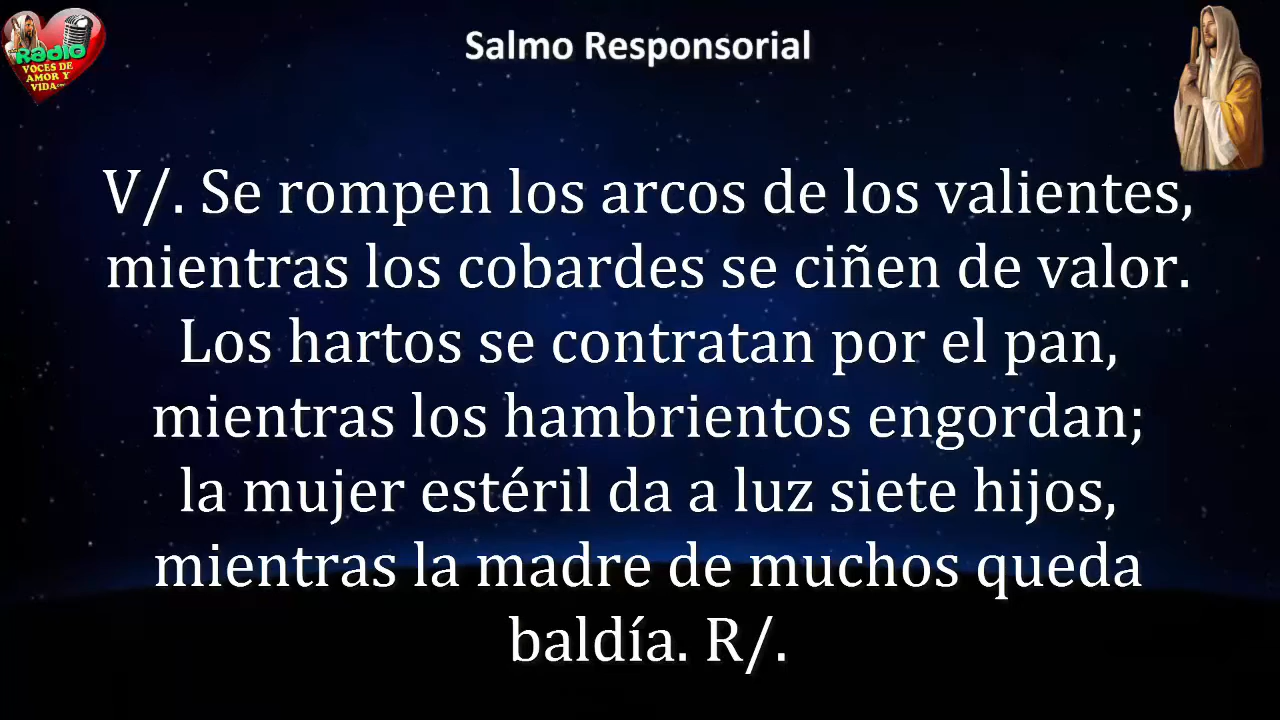 Radio
VOCES DE
AMOR Y
VIDA
Salmo Responsorial
V/. Se rompen los arcos de los valientes,
mientras los cobardes se ciñen de valor.
Los hartos se contratan por el pan,
mientras los hambrientos engordan;
la mujer estéril da a luz siete hijos,
mientras la madre de muchos queda
baldía. R/.